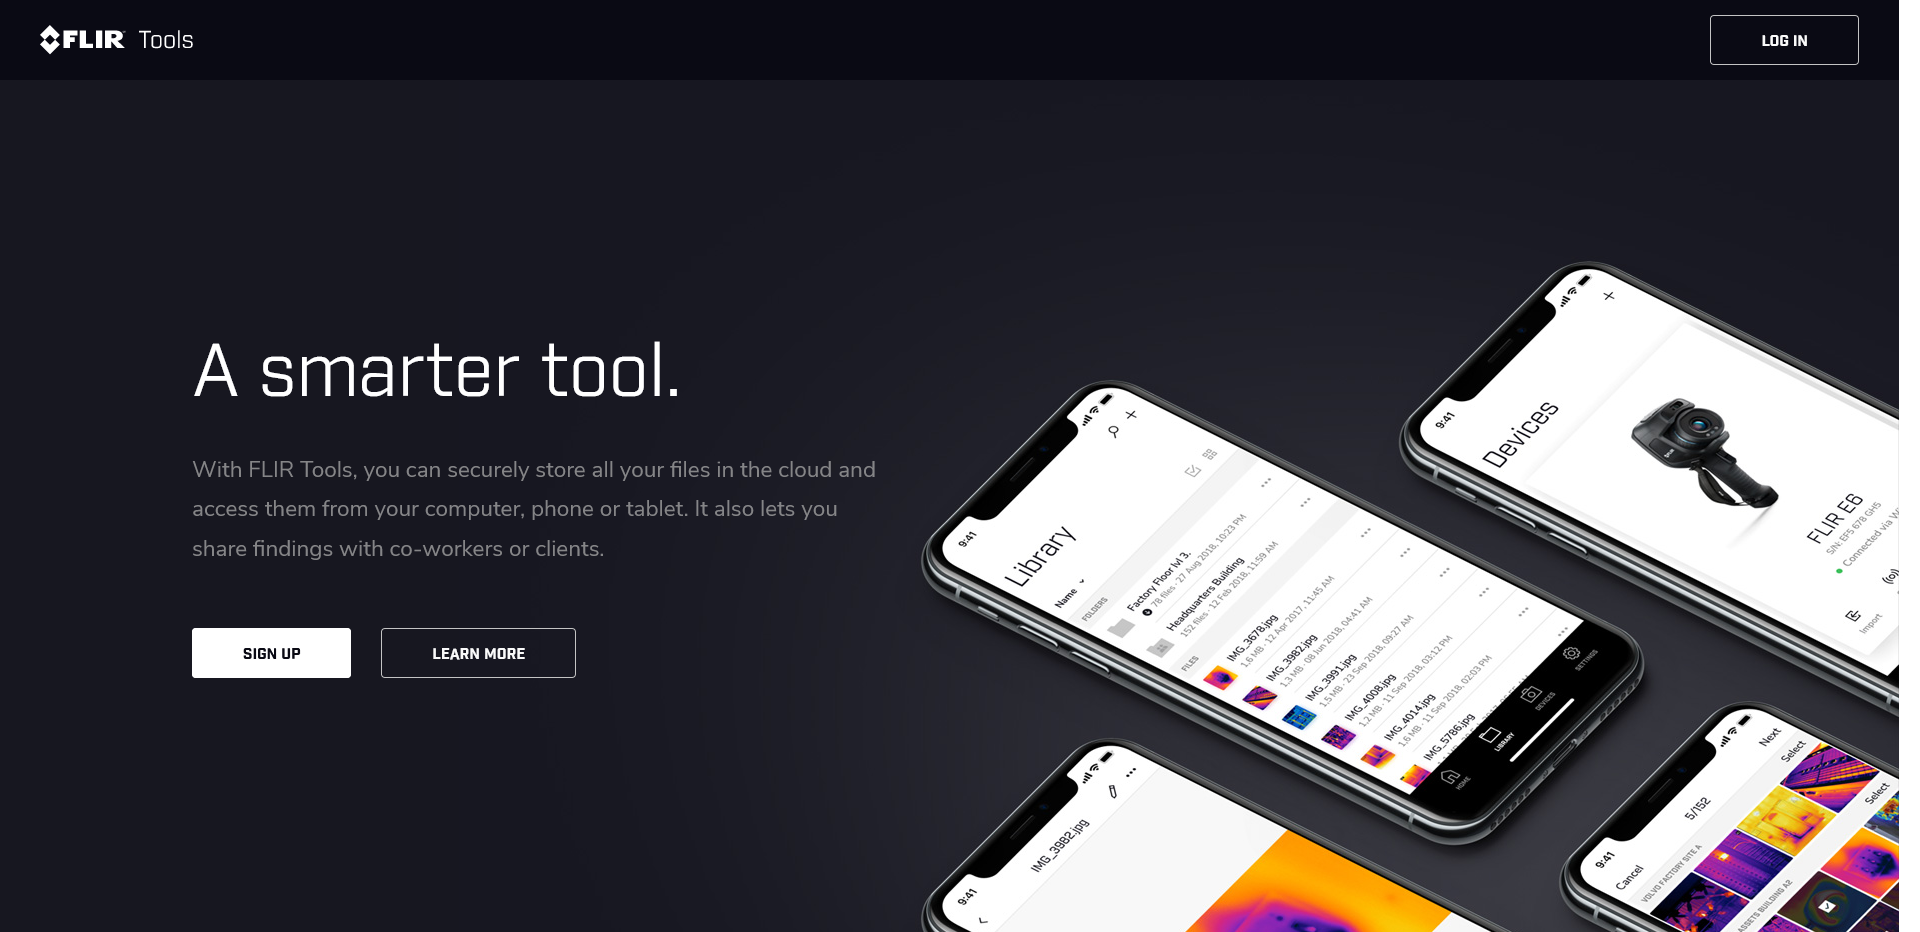 FLIR Tools
LOG IN
A smarter tool.
With FLIR Tools, you can securely store all your files in the cloud and
access them from your computer, phone or tablet. It also lets you
share findings with co-workers or clients.
SIGN UP
LEARN MORE
9:41
Library
Name
FOLDERS
Factory Floor lvl 3.
78 files - 27 Aug 2018, 10:23 PM
Headquarters Building
152 files - 12 Feb 2018, 11:59 AM
FILES
IMG_3678.jpg
1,6 MB - 12 Apr 2017, 11:45 AM
IMG_3982.jpg
1,3 MB - 08 Jun 2018, 04:41 AM
IMG_3991.jpg
1,5 MB - 23 Sep 2018, 09:27 AM
IMG_4008.jpg
1,2 MB - 11 Sep 2018, 03:12 PM
IMG_4014.jpg
1,6 MB - 11 Sep 2018, 02:03 PM
IMG_5786.jpg
HOME
LIBRARY
DEVICES
SETTINGS
9:41
Devices
FLIR E6
S/N: EF5 678 GH5
Connected via
Import
9:41
IMG_3982.jpg
9:41
Cancel
5/152
Next
VOLVO FACTORY SITE A
Select
ASSETS BUILDING A2
Select